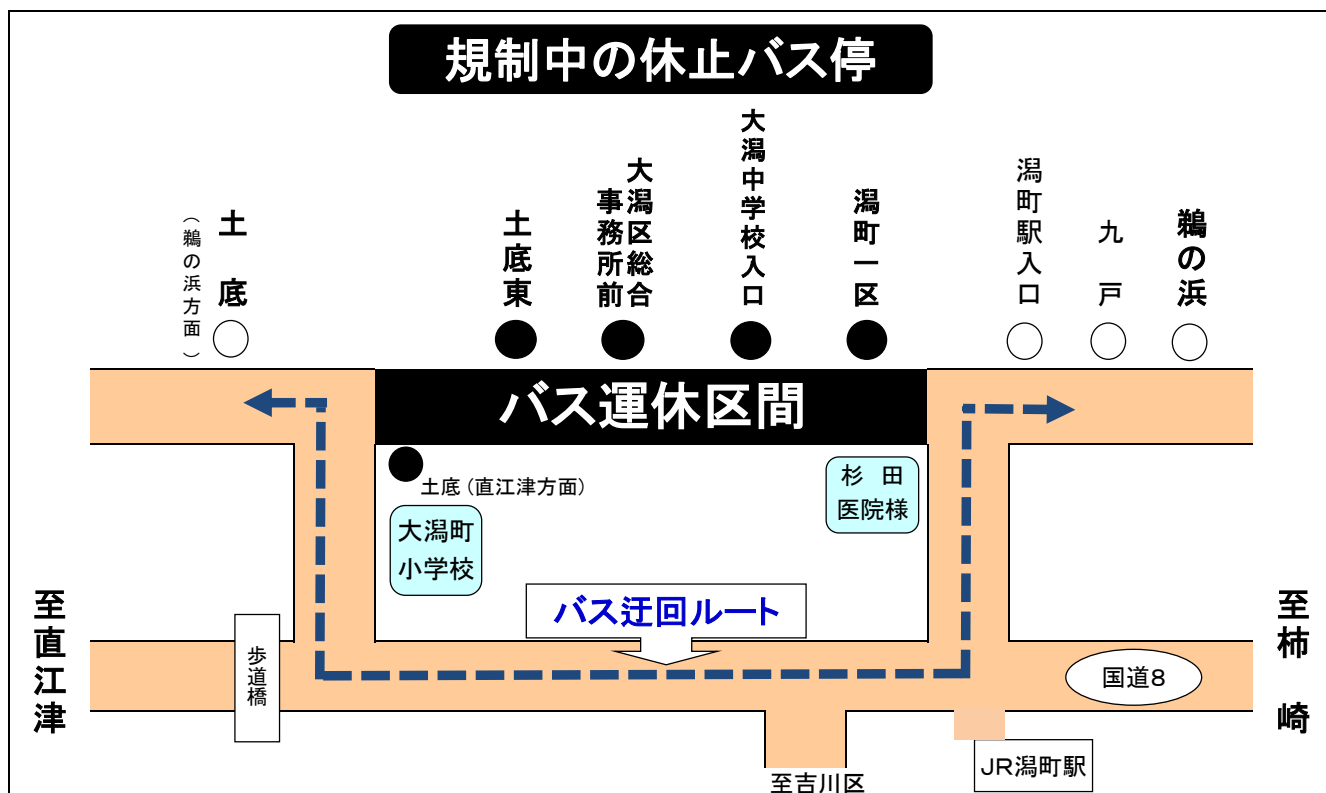 規制中の休止バス停
土底
（鵜の浜方面）
土底東
大潟区総合
事務所前
大潟中学校入口
潟町一区
潟町駅入口
九戸
鵜の浜
バス運休区間
土底（直江津方面）
大潟町
小学校
杉田
医院様
バス迂回ルート
至直江津
至柿崎
歩道橋
国道8
JR潟町駅
至吉川区